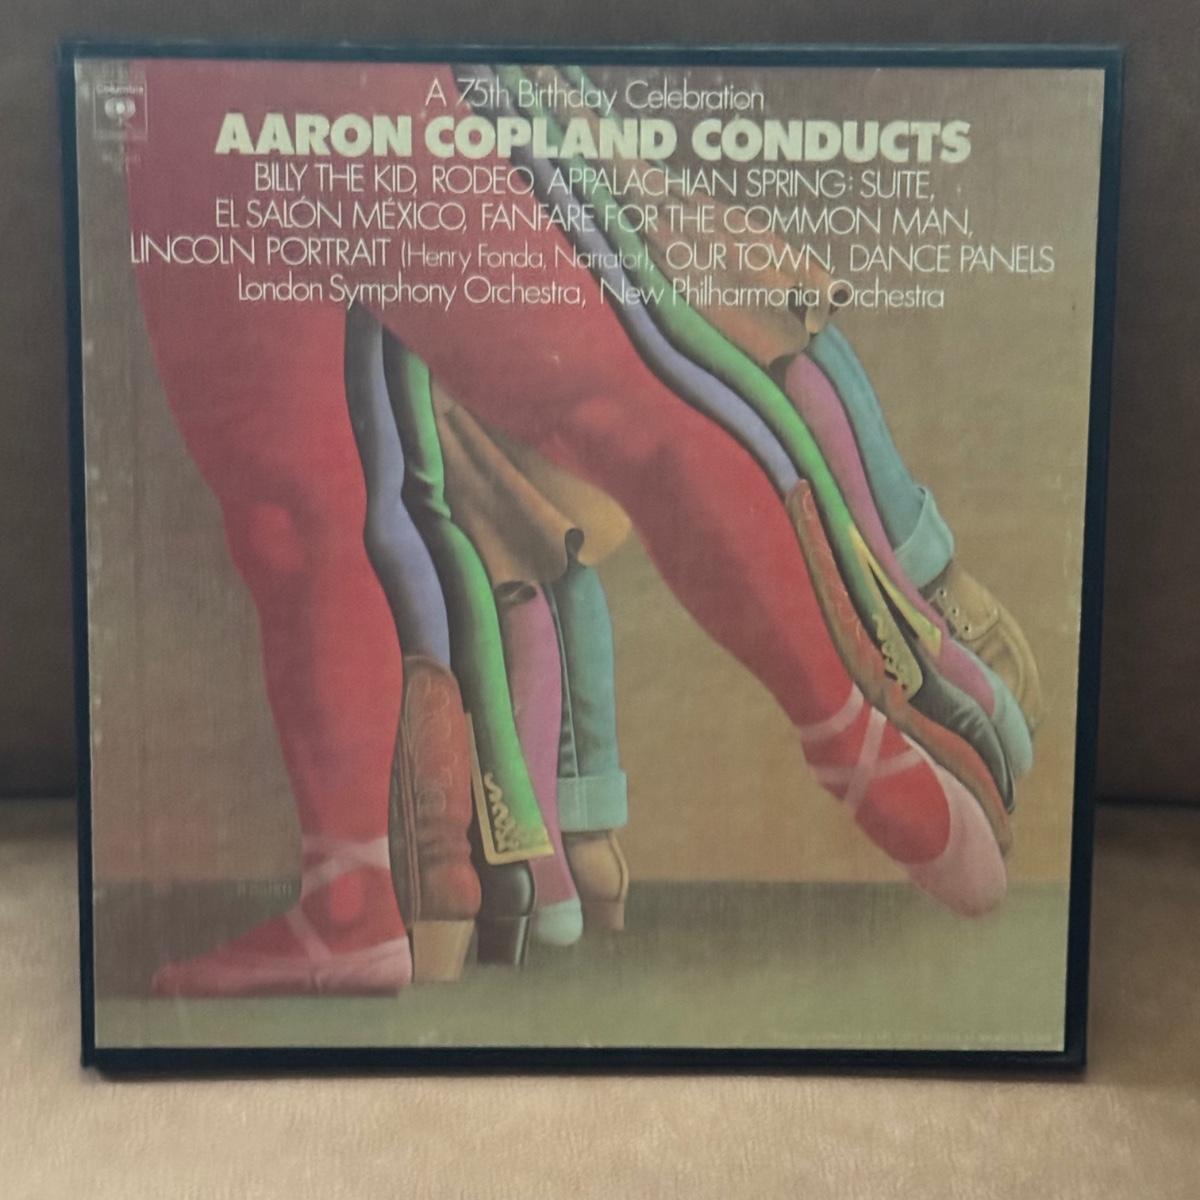 Columbia
A 75th Birthday Celebration
AARON COPLAND CONDUCTS
BILLY THE KID, RODEO, APPALACHIAN SPRING: SUITE,
EL SALÓN MÉXICO, FANFARE FOR THE COMMON MAN,
LINCOLN PORTRAIT (Henry Fonda, Narrator), OUR TOWN, DANCE PANELS
London Symphony Orchestra, New Philharmonia Orchestra